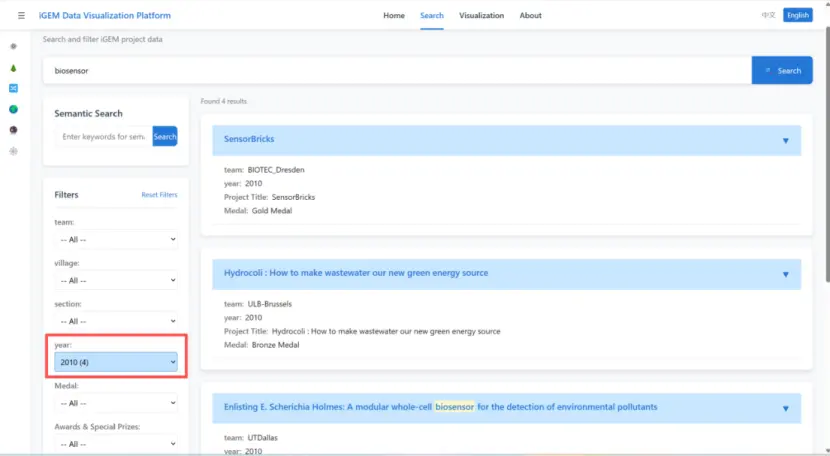 ☰ iGEM Data Visualization Platform Home Search Visualization About 中文 English
Search and filter iGEM project data
biosensor Search
Semantic Search
Enter keywords for sem Search
Filters Reset Filters
team:
-- All --
village:
-- All --
section:
-- All --
year:
2010 (4)
Medal:
-- All --
Awards & Special Prizes:
-- All --
Found 4 results
SensorBricks ▼
team: BIOTEC_Dresden
year: 2010
Project Title: SensorBricks
Medal: Gold Medal
Hydrocoli : How to make wastewater our new green energy source ▼
team: ULB-Brussels
year: 2010
Project Title: Hydrocoli : How to make wastewater our new green energy source
Medal: Bronze Medal
Enlisting E. Scherichia Holmes: A modular whole-cell biosensor for the detection of environmental pollutants ▼
team: UTDallas
year: 2010